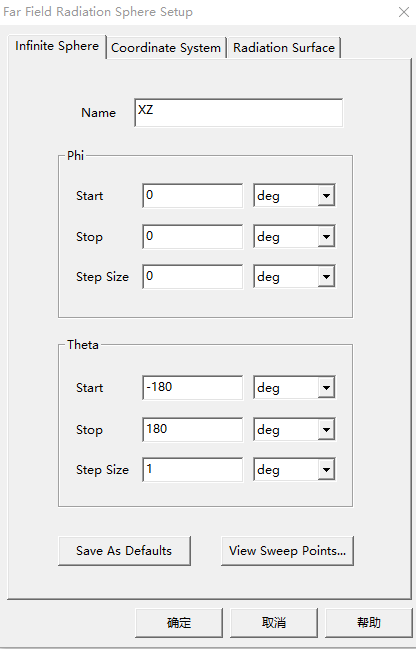 Far Field Radiation Sphere Setup
Infinite Sphere Coordinate System Radiation Surface
Name XZ
Phi
Start 0 deg
Stop 0 deg
Step Size 0 deg
Theta
Start -180 deg
Stop 180 deg
Step Size 1 deg
Save As Defaults View Sweep Points...
确定 取消 帮助